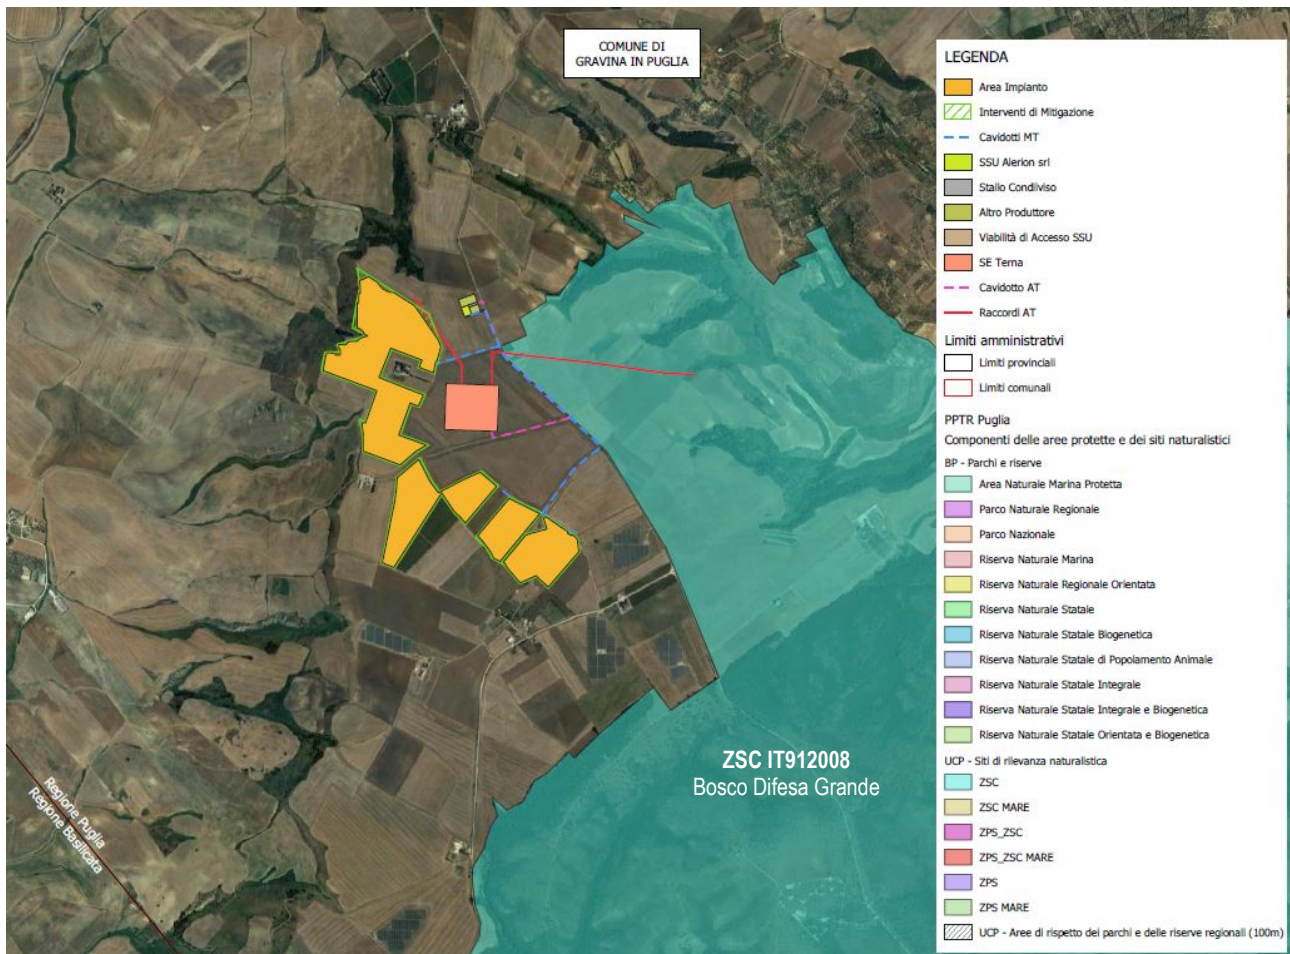 COMUNE DI
GRAVINA IN PUGLIA
LEGENDA
Area Impianto
Interventi di Mitigazione
Cavidotti MT
SSU Alerion srl
Stallo Condiiviso
Altro Produttore
Viabilità di Accesso SSU
SE Terna
Cavidotto AT
Raccordi AT
Limiti amministrativi
Limiti provinciali
Limiti comunali
PPTR Puglia
Componenti delle aree protette e dei siti naturalistici
BP - Parchi e riserve
Area Naturale Marina Protetta
Parco Naturale Regionale
Parco Nazionale
Riserva Naturale Marina
Riserva Naturale Regionale Orientata
Riserva Naturale Statale
Riserva Naturale Statale Biogenetica
Riserva Naturale Statale di Popolamento Animale
Riserva Naturale Statale Integrale
Riserva Naturale Statale Integrale e Biogenetica
Riserva Naturale Statale Orientata e Biogenetica
UCP - Siti di rilevanza naturalistica
ZSC
ZSC MARE
ZPS_ZSC
ZPS_ZSC MARE
ZPS
ZPS MARE
UCP - Aree di rispetto dei parchi e delle riserve regionali (100m)
ZSC IT912008
Bosco Difesa Grande
Regione Puglia
Regione Basilicata